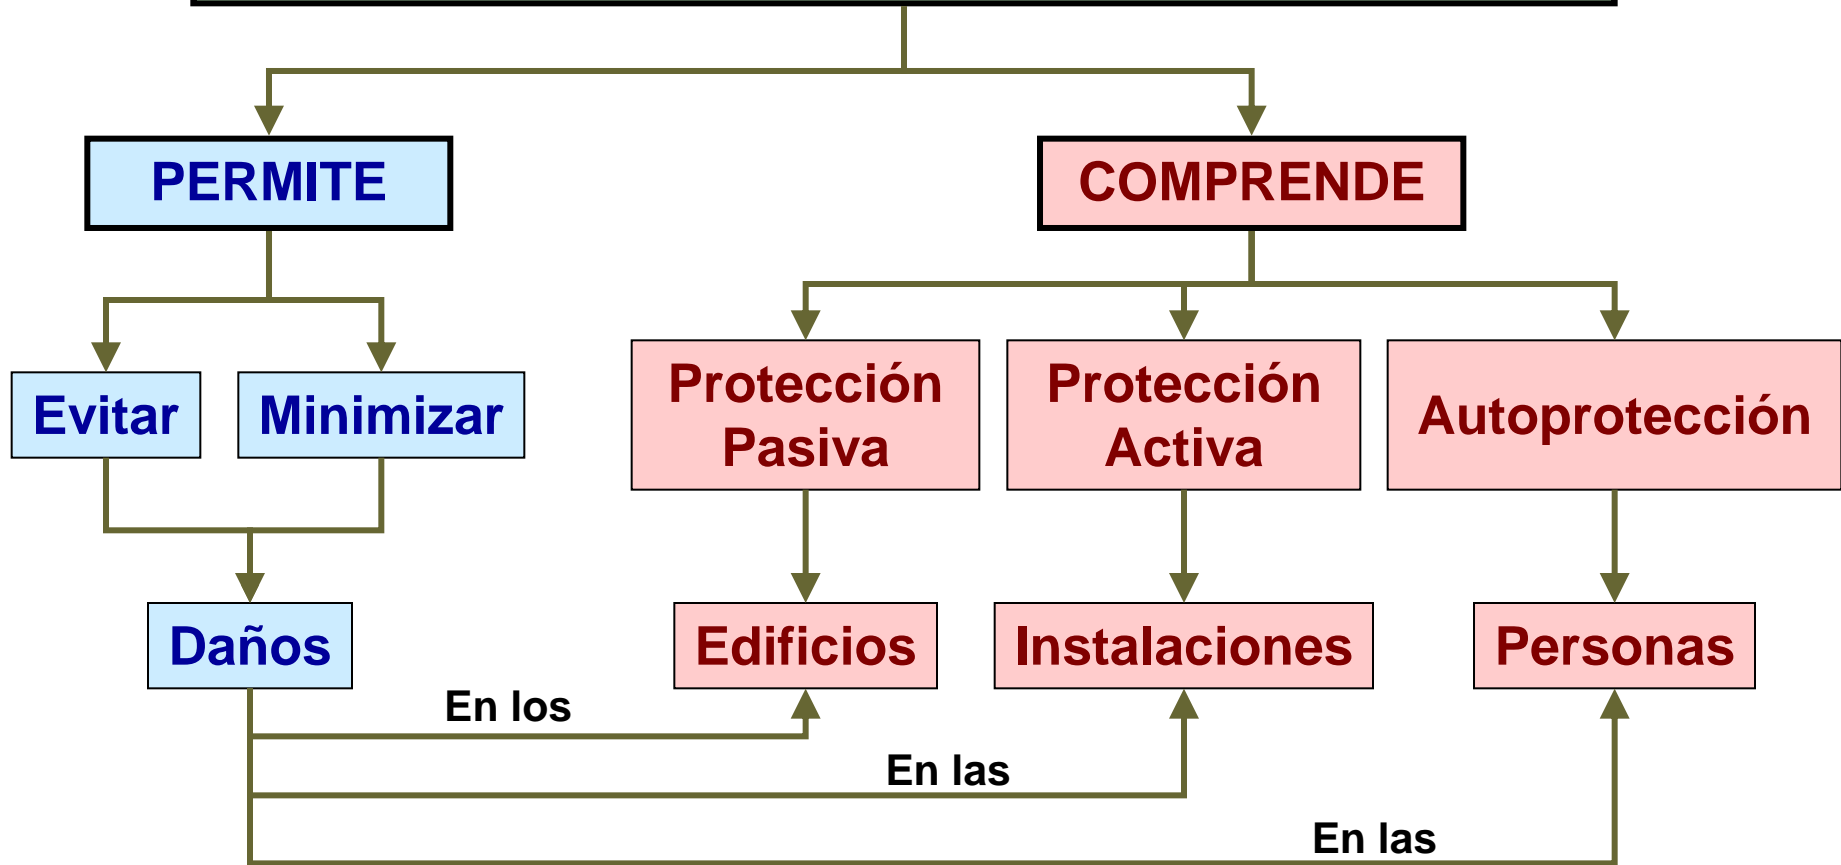 PERMITE
COMPRENDE
Evitar
Minimizar
Protección
Pasiva
Protección
Activa
Autoprotección
Daños
Edificios
Instalaciones
Personas
En los
En las
En las